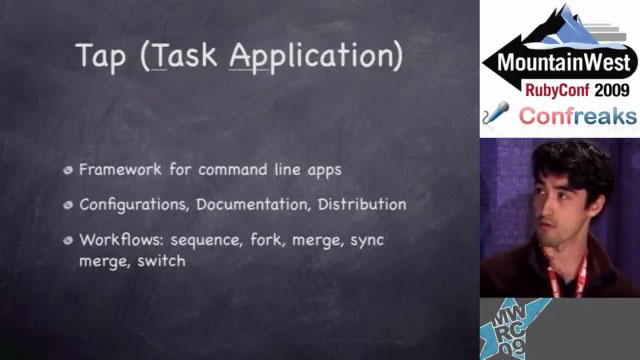 Tap (Task Application)
Framework for command line apps
Configurations, Documentation, Distribution
Workflows: sequence, fork, merge, sync
merge, switch
MountainWest
RubyConf 2009
Confreaks
MW
RC
09